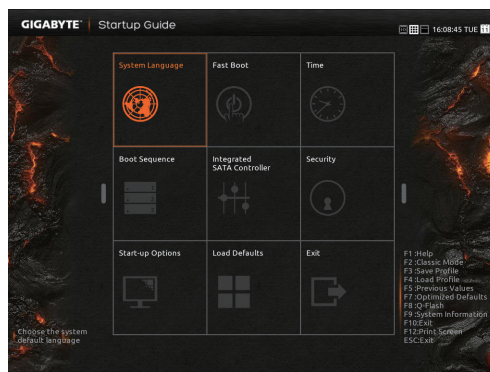 GIGABYTE™ Startup Guide
16:08:45 TUE 11
System Language
Fast Boot
Time
Boot Sequence
Integrated
SATA Controller
Security
Start-up Options
Load Defaults
Exit
Choose the system
default language
F1 :Help
F2 :Classic Mode
F3 :Save Profile
F4 :Load Profile
F5 :Previous Values
F7 :Optimized Defaults
F8 :Q-Flash
F9 :System Information
F10:Exit
F12:Print Screen
ESC:Exit